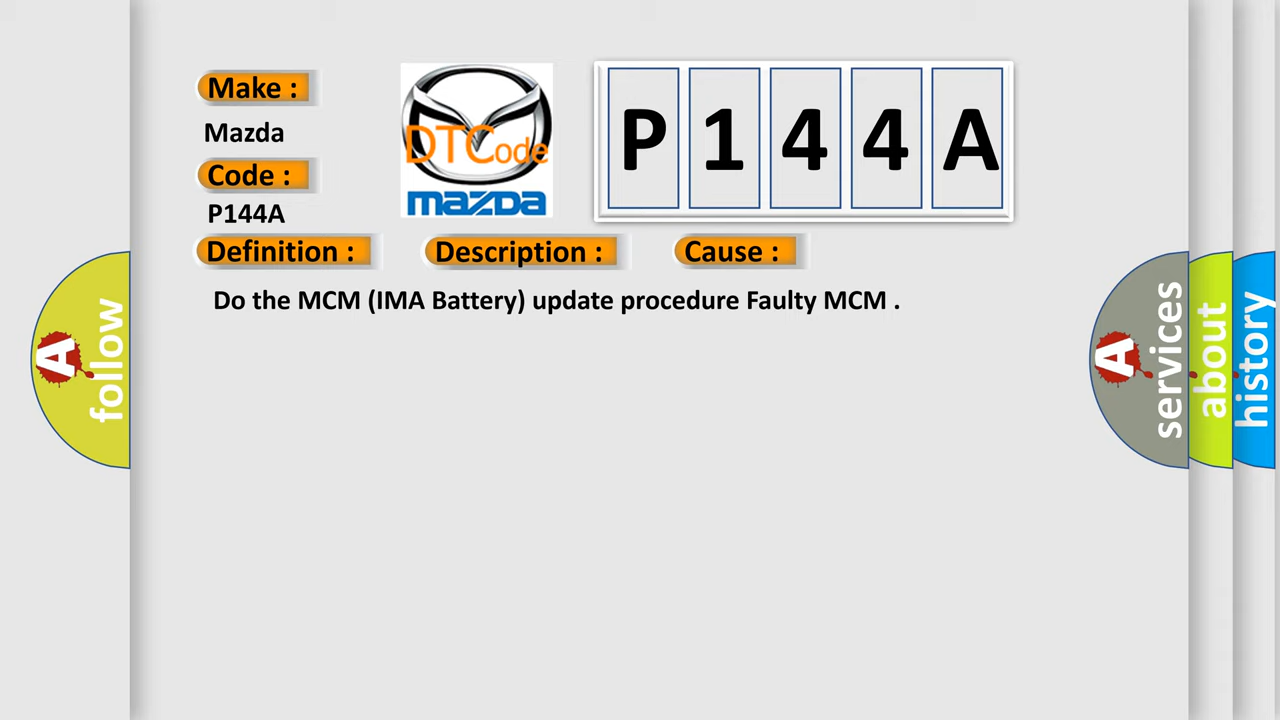 Make :
Mazda
Code :
P144A
DTCode
mazda
P 1 4 4 A
Definition :
Description :
Cause :
Do the MCM (IMA Battery) update procedure Faulty MCM .
A
follow
A
services
about
history